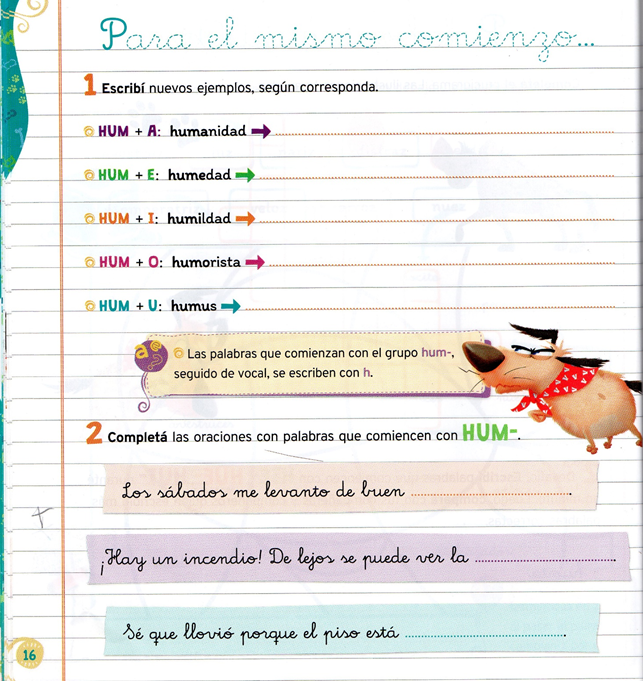 Para el mismo comienzo...
1 Escribí nuevos ejemplos, según corresponda.
HUM + A: humanidad
HUM + E: humedad
HUM + I: humildad
HUM + O: humorista
HUM + U: humus
a
Las palabras que comienzan con el grupo hum-,
seguido de vocal, se escriben con h.
2 Completá las oraciones con palabras que comiencen con HUM-.
Los sábados me levanto de buen ........................
¡Hay un incendio! De lejos se puede ver la ........................
Sé que llovió porque el piso está ........................
16